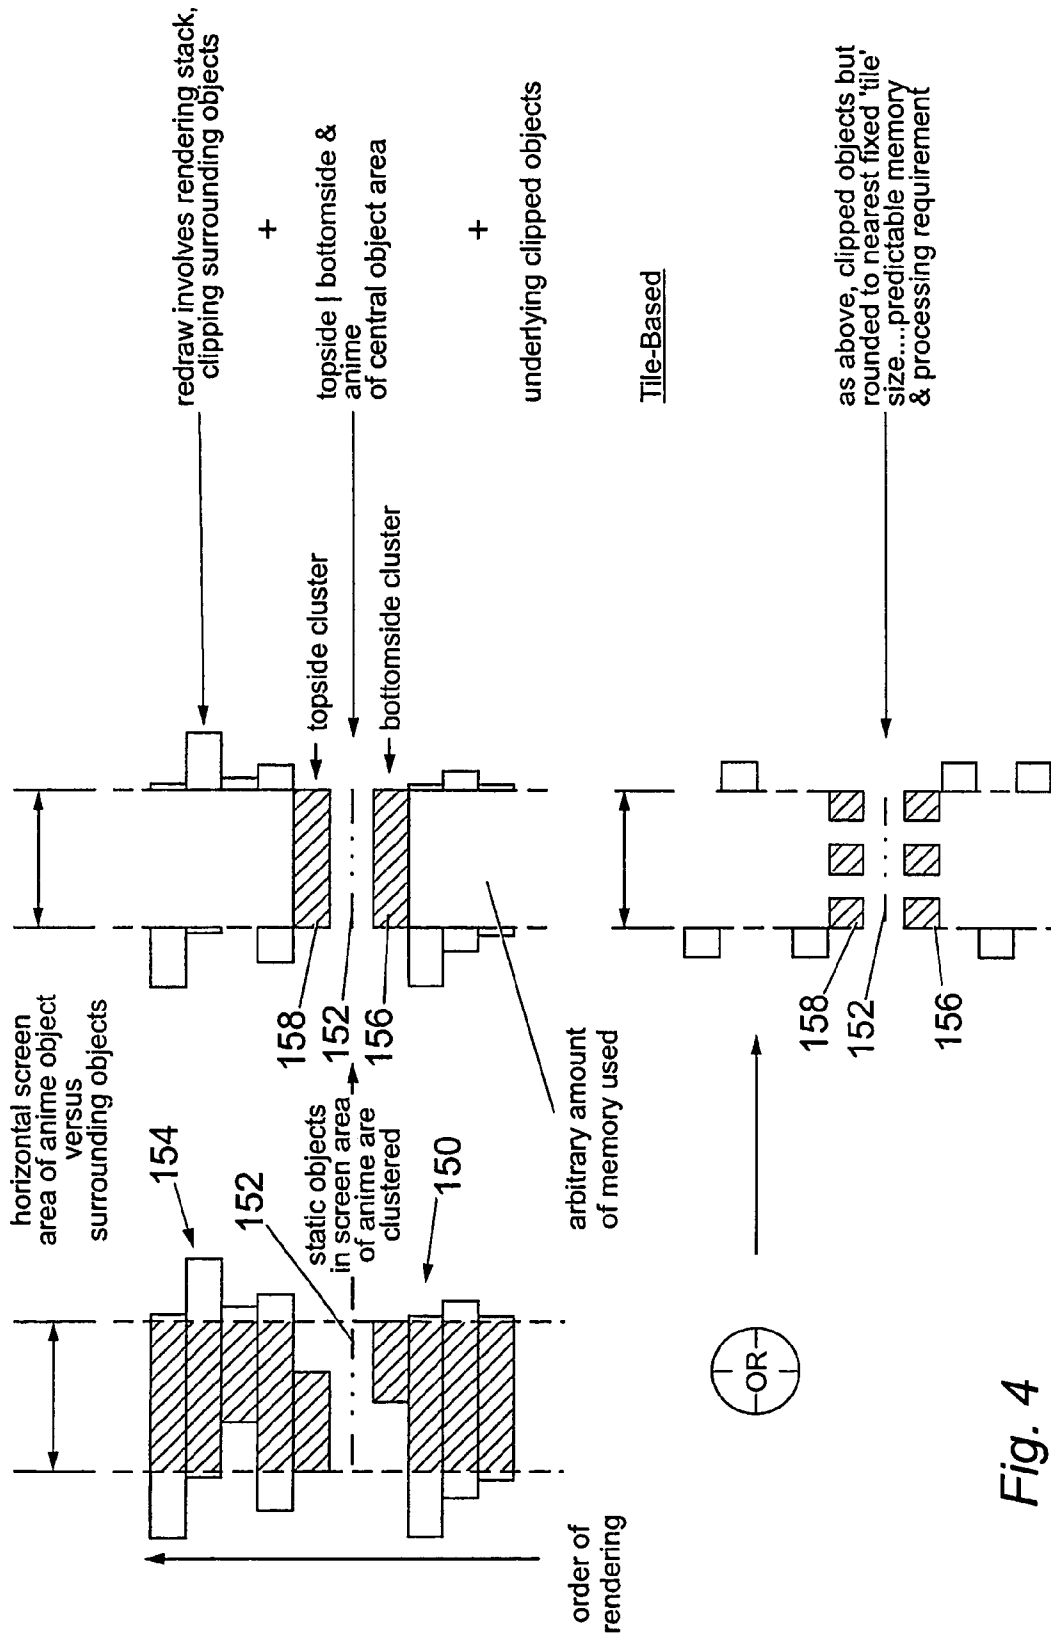 horizontal screen
area of anime object
versus
surrounding objects
154
152
static objects
in screen area
of anime are
clustered
150
order of
rendering
158
152
156
arbitrary amount
of memory used
topside cluster
bottomside cluster
redraw involves rendering stack,
clipping surrounding objects
+
topside | bottomside &
anime
of central object area
+
underlying clipped objects
Tile-Based
OR
158
152
156
as above, clipped objects but
rounded to nearest fixed 'tile'
size....predictable memory
& processing requirement
Fig. 4